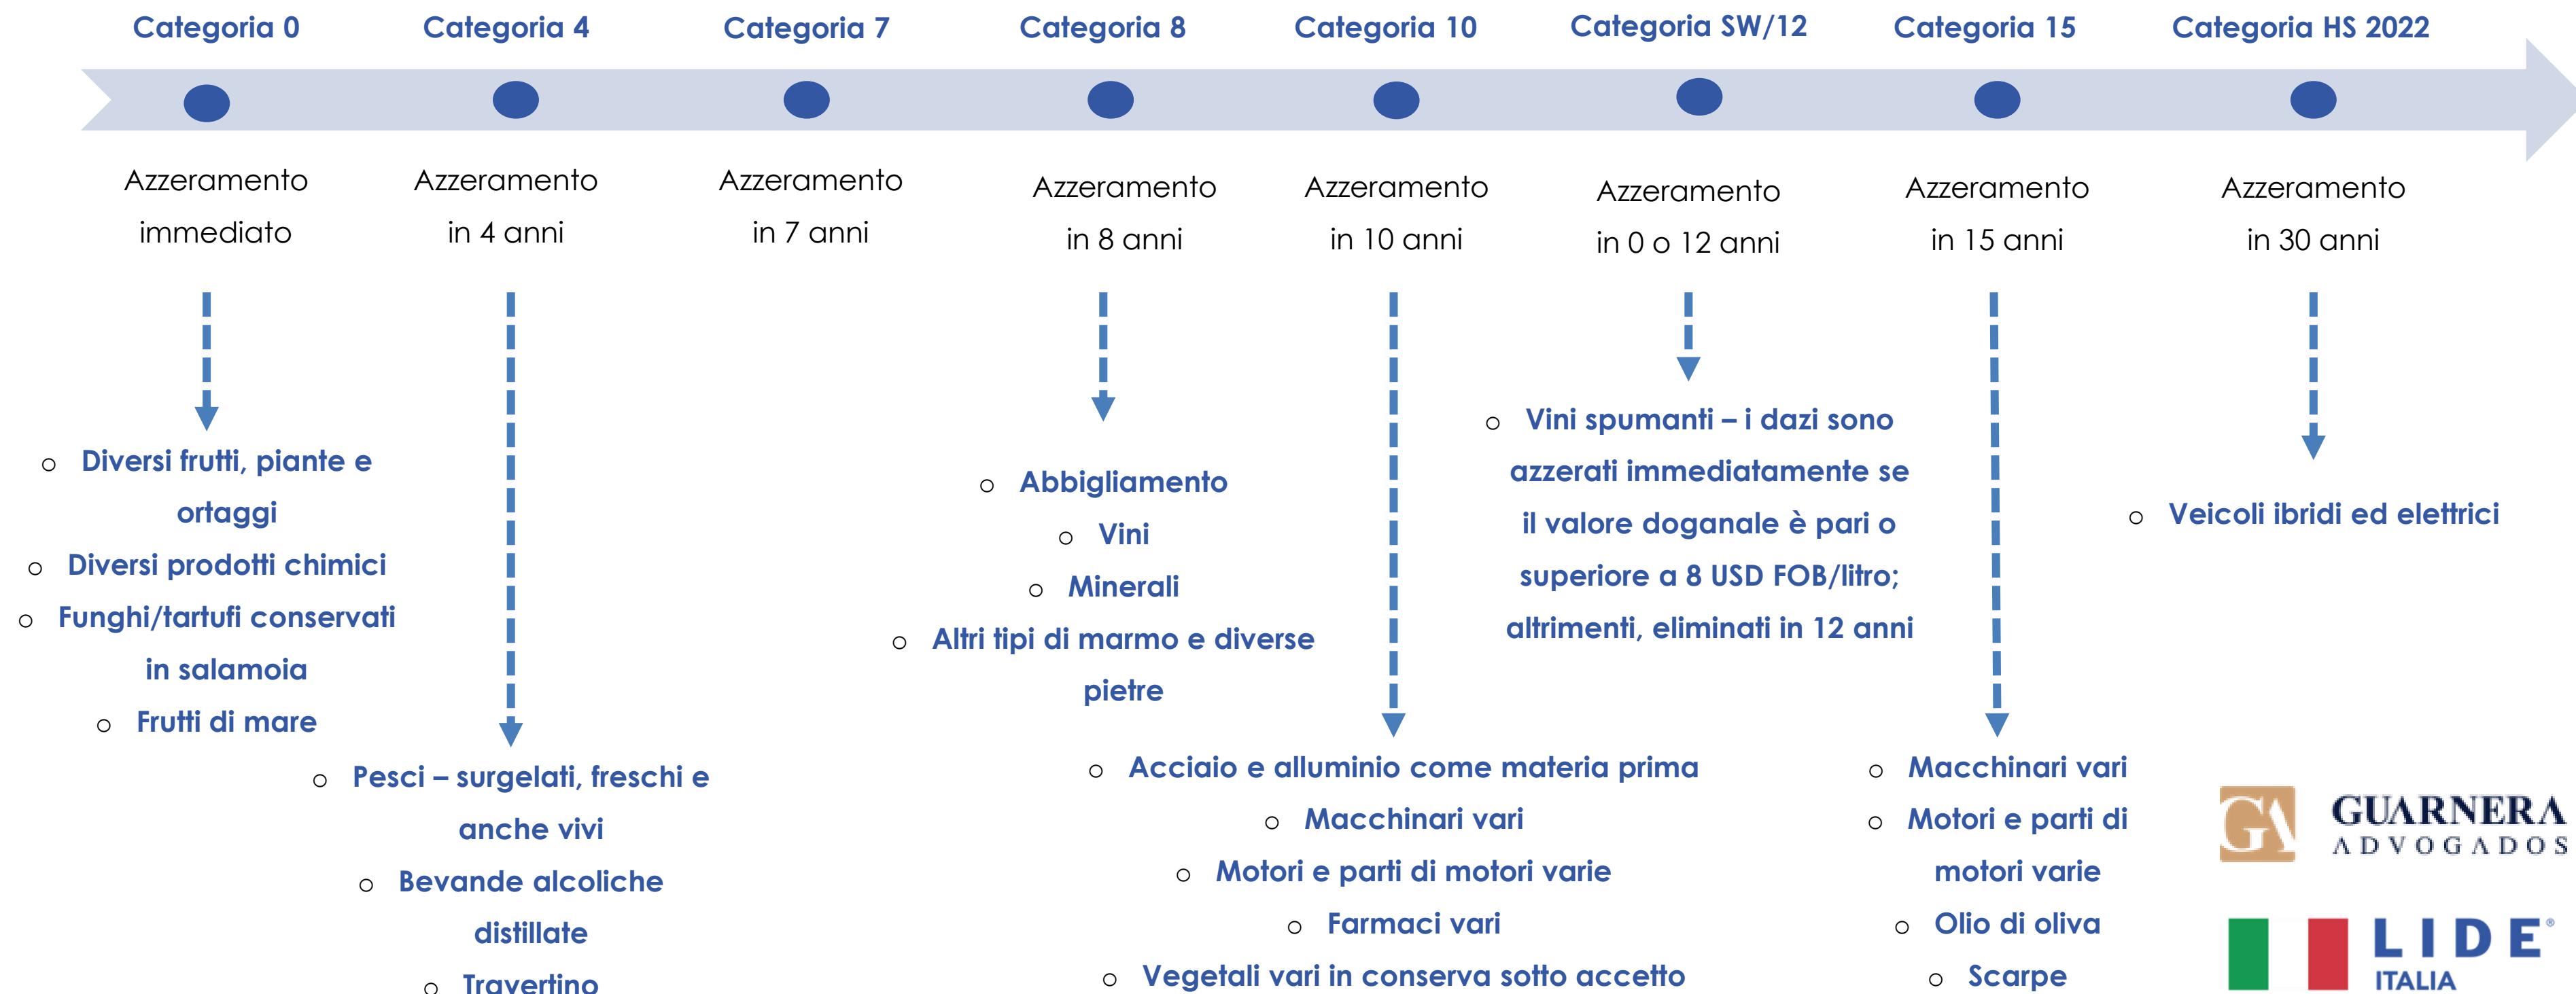 Categoria 0
Categoria 4
Categoria 7
Categoria 8
Categoria 10
Categoria SW/12
Categoria 15
Categoria HS 2022
Azzeramento
immediato
Azzeramento
in 4 anni
Azzeramento
in 7 anni
Azzeramento
in 8 anni
Azzeramento
in 10 anni
Azzeramento
in 0 o 12 anni
Azzeramento
in 15 anni
Azzeramento
in 30 anni
o Diversi frutti, piante e
ortaggi
o Diversi prodotti chimici
o Funghi/tartufi conservati
in salamoia
o Frutti di mare
o Pesci – surgelati, freschi e
anche vivi
o Bevande alcoliche
distillate
o Travertino
o Abbigliamento
o Vini
o Minerali
o Altri tipi di marmo e diverse
pietre
o Acciaio e alluminio come materia prima
o Macchinari vari
o Motori e parti di motori varie
o Farmaci vari
o Vegetali vari in conserva sotto accetto
o Vini spumanti – i dazi sono
azzerati immediatamente se
il valore doganale è pari o
superiore a 8 USD FOB/litro;
altrimenti, eliminati in 12 anni
o Macchinari vari
o Motori e parti di
motori varie
o Olio di oliva
o Scarpe
o Veicoli ibridi ed elettrici
GA
GUARNERA
ADVOGADOS
LIDE®
ITALIA